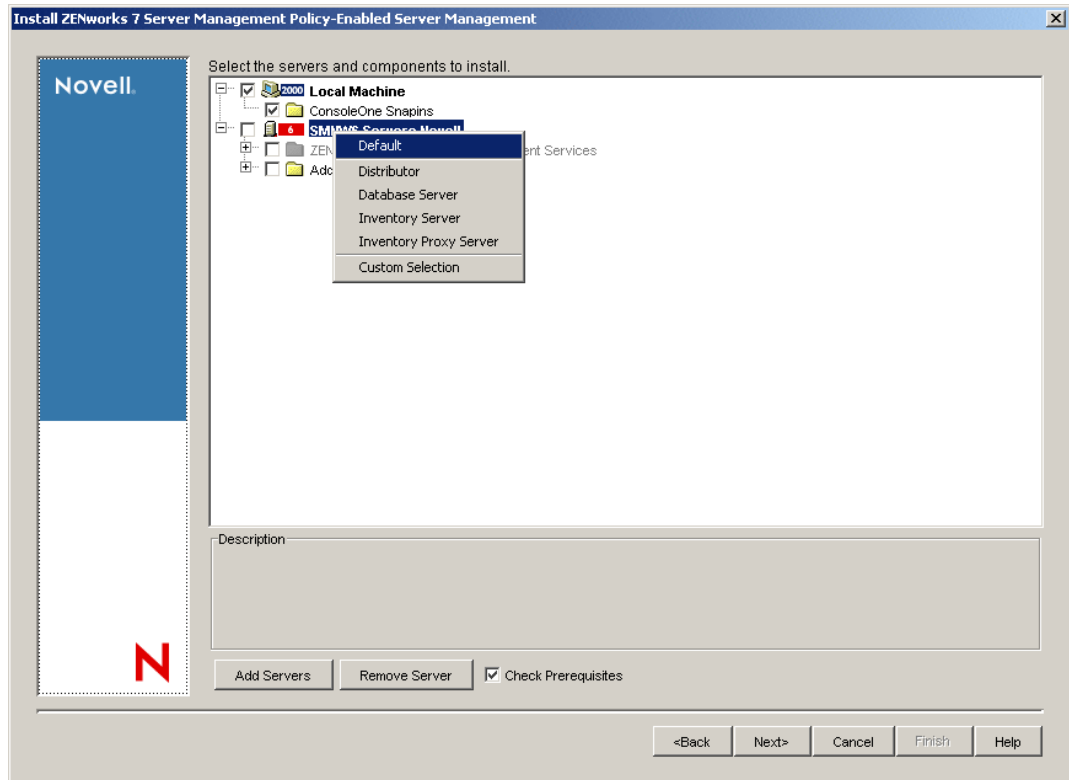 Install ZENworks 7 Server Management Policy-Enabled Server Management
Novell.
Select the servers and components to install.
2000 Local Machine
ConsoleOne Snapins
6 Novell
Default
ZEN ent Services
Distributor
Database Server
Inventory Server
Inventory Proxy Server
Custom Selection
Description
N
Add Servers
Remove Server
Check Prerequisites
<Back
Next>
Cancel
Finish
Help